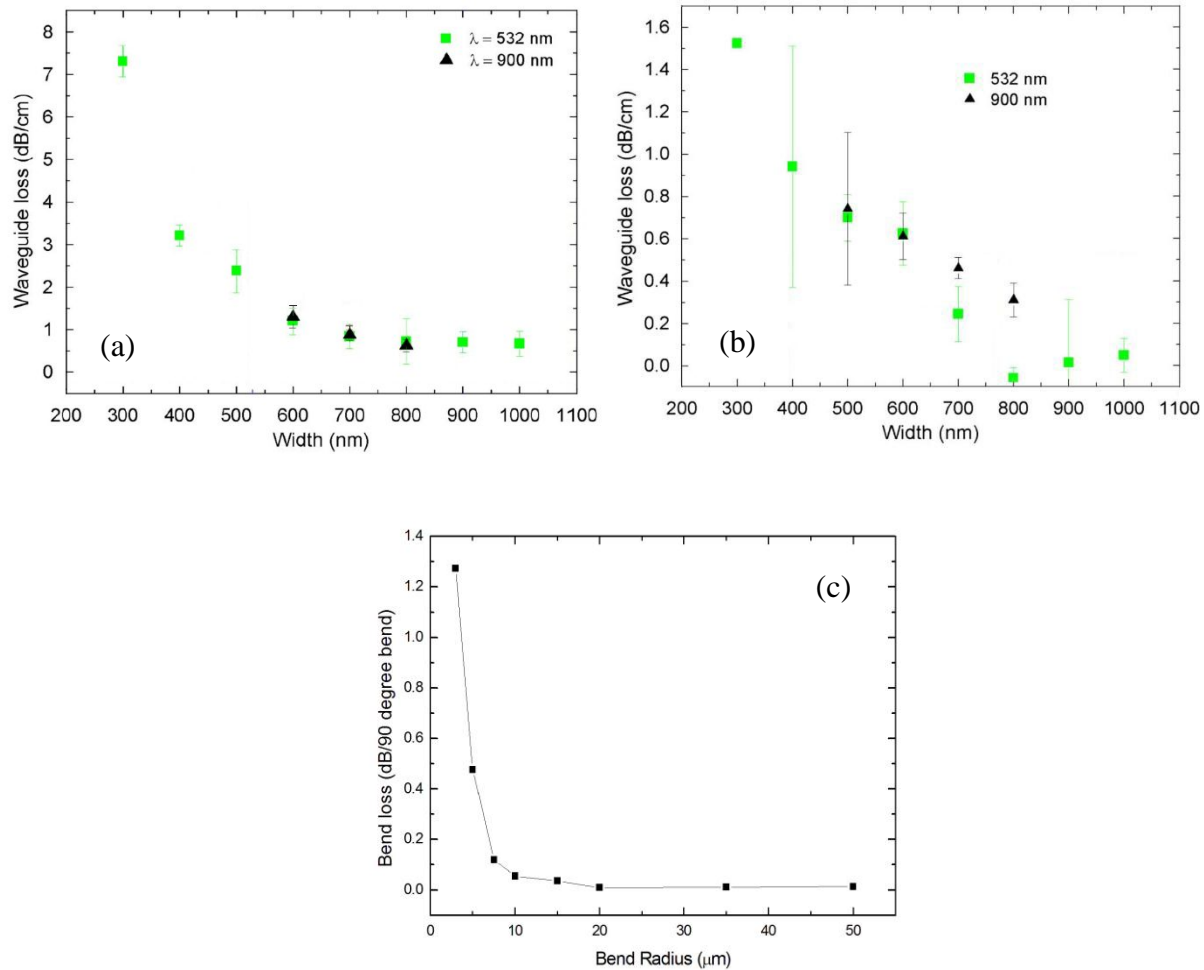 8
7
6
5
4
3
2
1
0
Waveguide loss (dB/cm)
λ = 532 nm
λ = 900 nm
(a)
200 300 400 500 600 700 800 900 1000 1100
Width (nm)
1.6
1.4
1.2
1.0
0.8
0.6
0.4
0.2
0.0
Waveguide loss (dB/cm)
532 nm
900 nm
(b)
200 300 400 500 600 700 800 900 1000 1100
Width (nm)
1.4
1.2
1.0
0.8
0.6
0.4
0.2
0.0
Bend loss (dB/90 degree bend)
(c)
0 10 20 30 40 50
Bend Radius (μm)